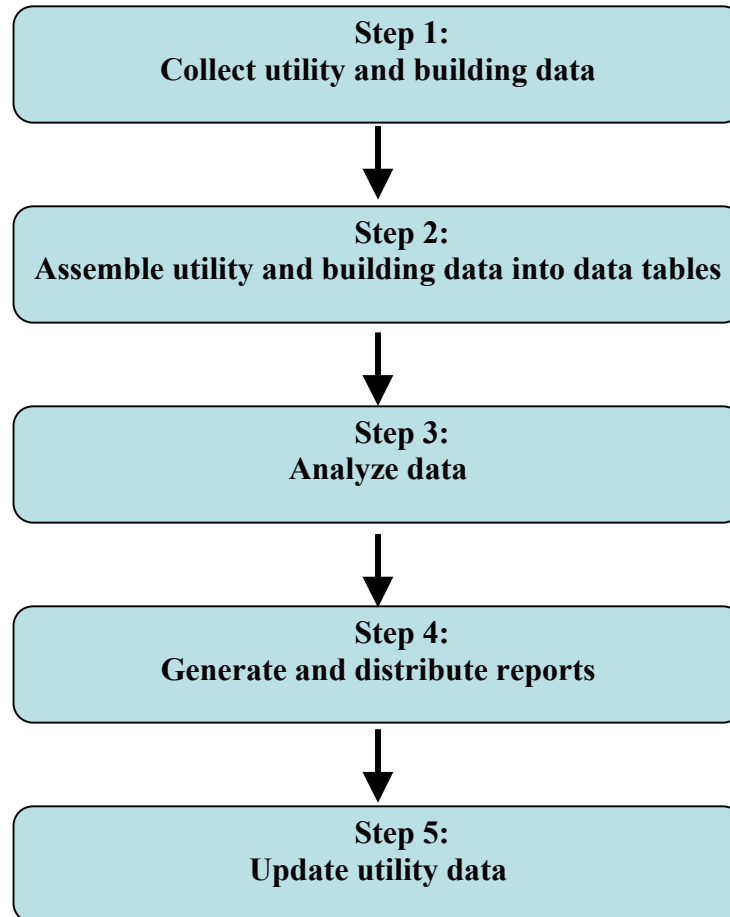 Step 1:
Collect utility and building data
Step 2:
Assemble utility and building data into data tables
Step 3:
Analyze data
Step 4:
Generate and distribute reports
Step 5:
Update utility data